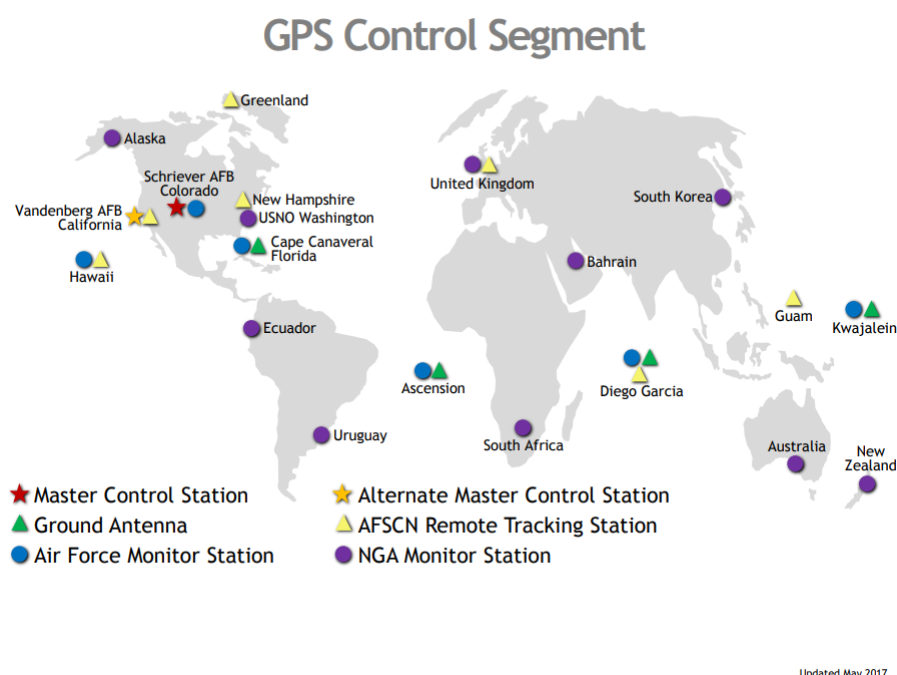 GPS Control Segment
Greenland
Alaska
Schriever AFB
Colorado
New Hampshire
USNO Washington
Vandenberg AFB
California
Cape Canaveral
Florida
Hawaii
United Kingdom
South Korea
Bahrain
Guam
Kwajalein
Ecuador
Ascension
Diego Garcia
Uruguay
South Africa
Australia
New
Zealand
Master Control Station
Alternate Master Control Station
Ground Antenna
AFSCN Remote Tracking Station
Air Force Monitor Station
NGA Monitor Station
Updated May 2017